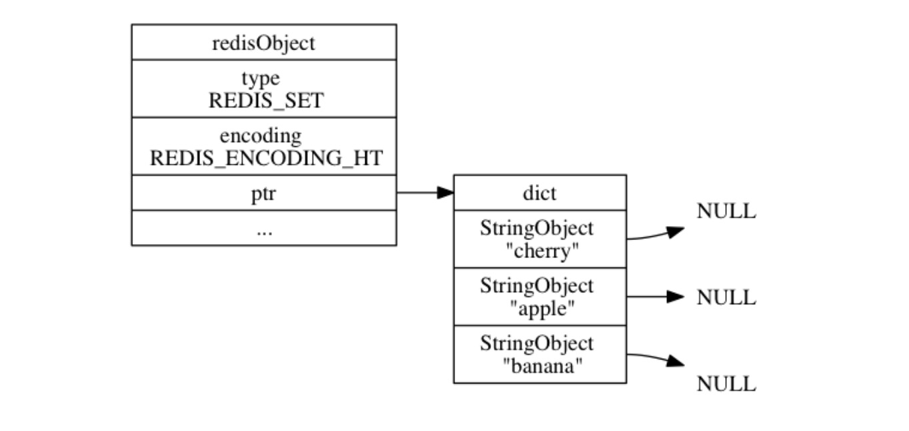 redisObject
type
REDIS_SET
encoding
REDIS_ENCODING_HT
ptr
...
dict
StringObject
"cherry"
StringObject
"apple"
StringObject
"banana"
NULL
NULL
NULL